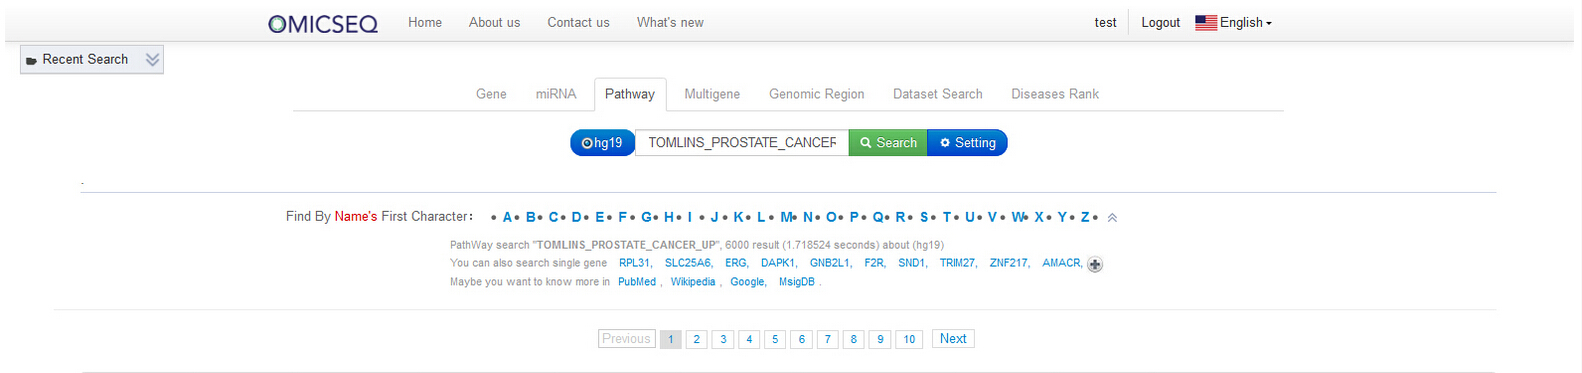 OMICSEQ Home About us Contact us What's new test Logout English
Recent Search
Gene miRNA Pathway Multigene Genomic Region Dataset Search Diseases Rank
hg19 TOMLINS_PROSTATE_CANCER Search Setting
Find By Name's First Character: • A • B • C • D • E • F • G • H • I • J • K • L • M • N • O • P • Q • R • S • T • U • V • W • X • Y • Z •
PathWay search "TOMLINS_PROSTATE_CANCER_UP", 6000 result (1.718524 seconds) about (hg19)
You can also search single gene RPL31, SLC25A6, ERG, DAPK1, GNB2L1, F2R, SND1, TRIM27, ZNF217, AMACR,
Maybe you want to know more in PubMed , Wikipedia , Google, MsigDB .
Previous 1 2 3 4 5 6 7 8 9 10 Next